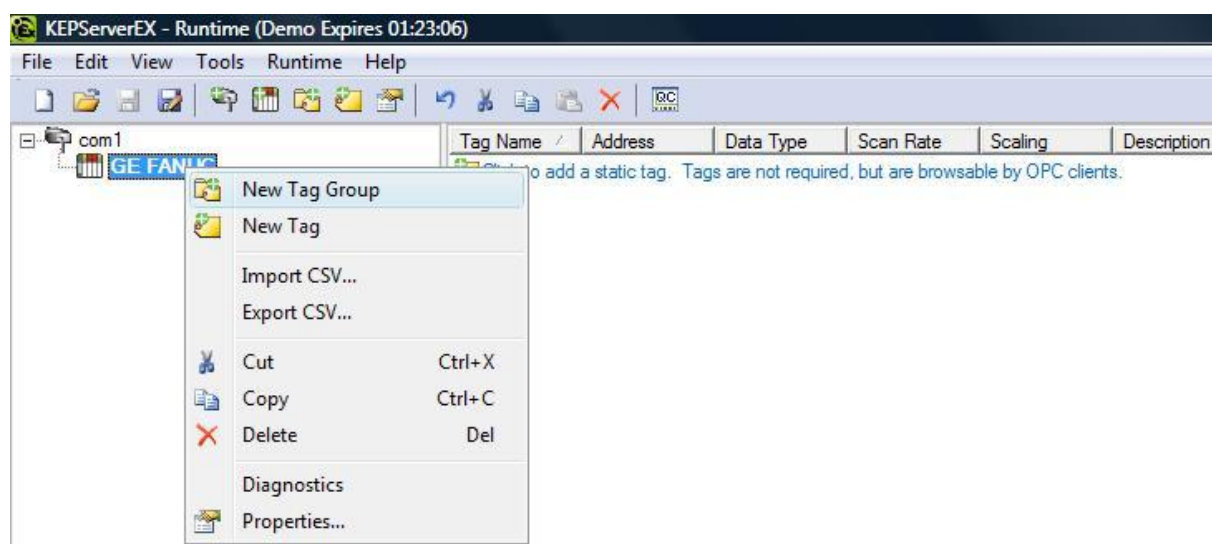 KEPServerEX - Runtime (Demo Expires 01:23:06)
File Edit View Tools Runtime Help
QC
com1 Tag Name Address Data Type Scan Rate Scaling Description
GE FANUC to add a static tag. Tags are not required, but are browsable by OPC clients.
New Tag Group
New Tag
Import CSV...
Export CSV...
Cut Ctrl+X
Copy Ctrl+C
Delete Del
Diagnostics
Properties...